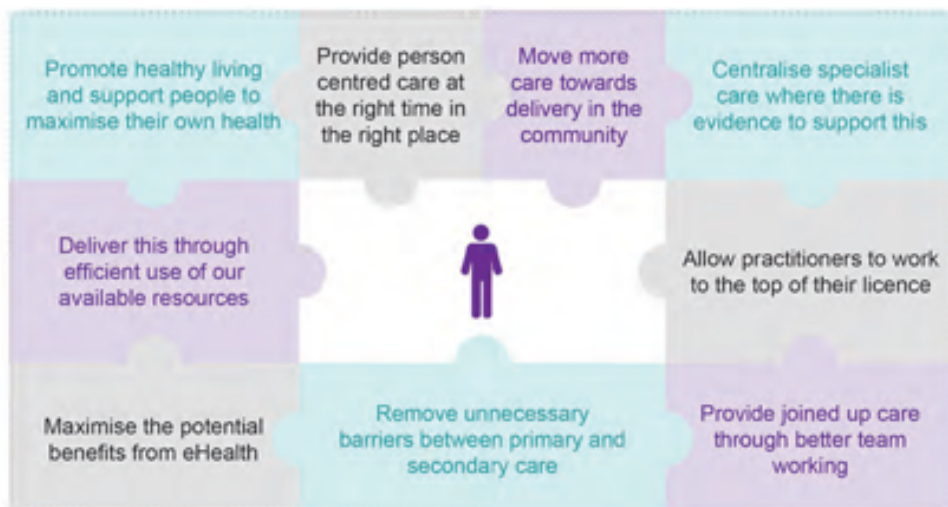 Promote healthy living
and support people to
maximise their own health
Provide person
centred care at
the right time in
the right place
Move more
care towards
delivery in the
community
Centralise specialist
care where there is
evidence to support this
Deliver this through
efficient use of our
available resources
Allow practitioners to work
to the top of their licence
Maximise the potential
benefits from eHealth
Remove unnecessary
barriers between primary and
secondary care
Provide joined up care
through better team
working